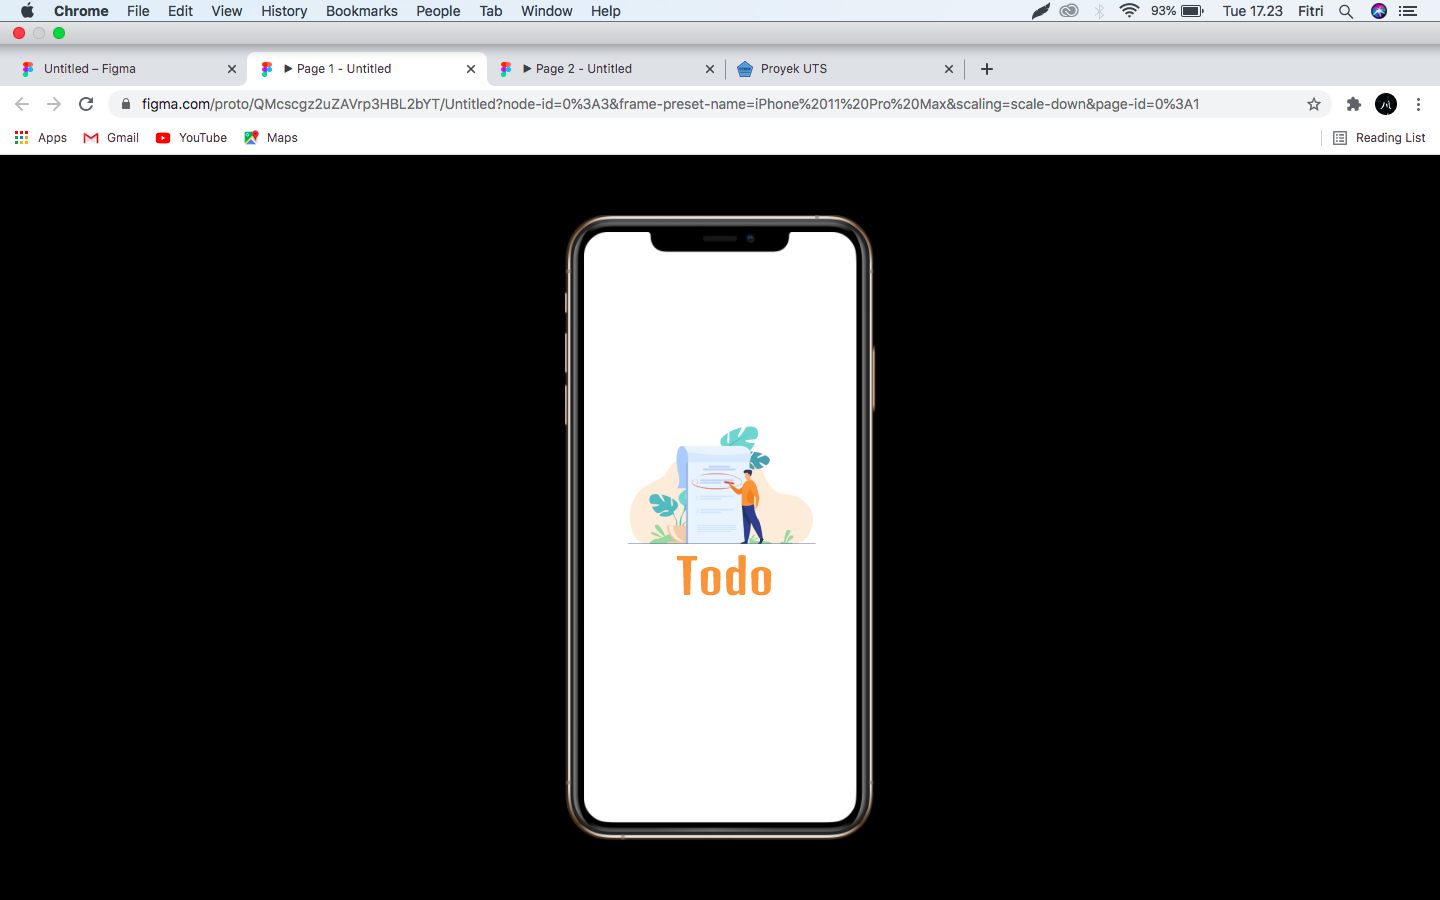 Chrome File Edit View History Bookmarks People Tab Window Help 93% Tue 17.23 Fitri
Untitled – Figma Page 1 - Untitled Page 2 - Untitled Proyek UTS
figma.com/proto/QMcscgz2uZAVrp3HBL2bYT/Untitled?node-id=0%3A3&frame-preset-name=iPhone%2011%20Pro%20Max&scaling=scale-down&page-id=0%3A1
Apps Gmail YouTube Maps Reading List
Todo